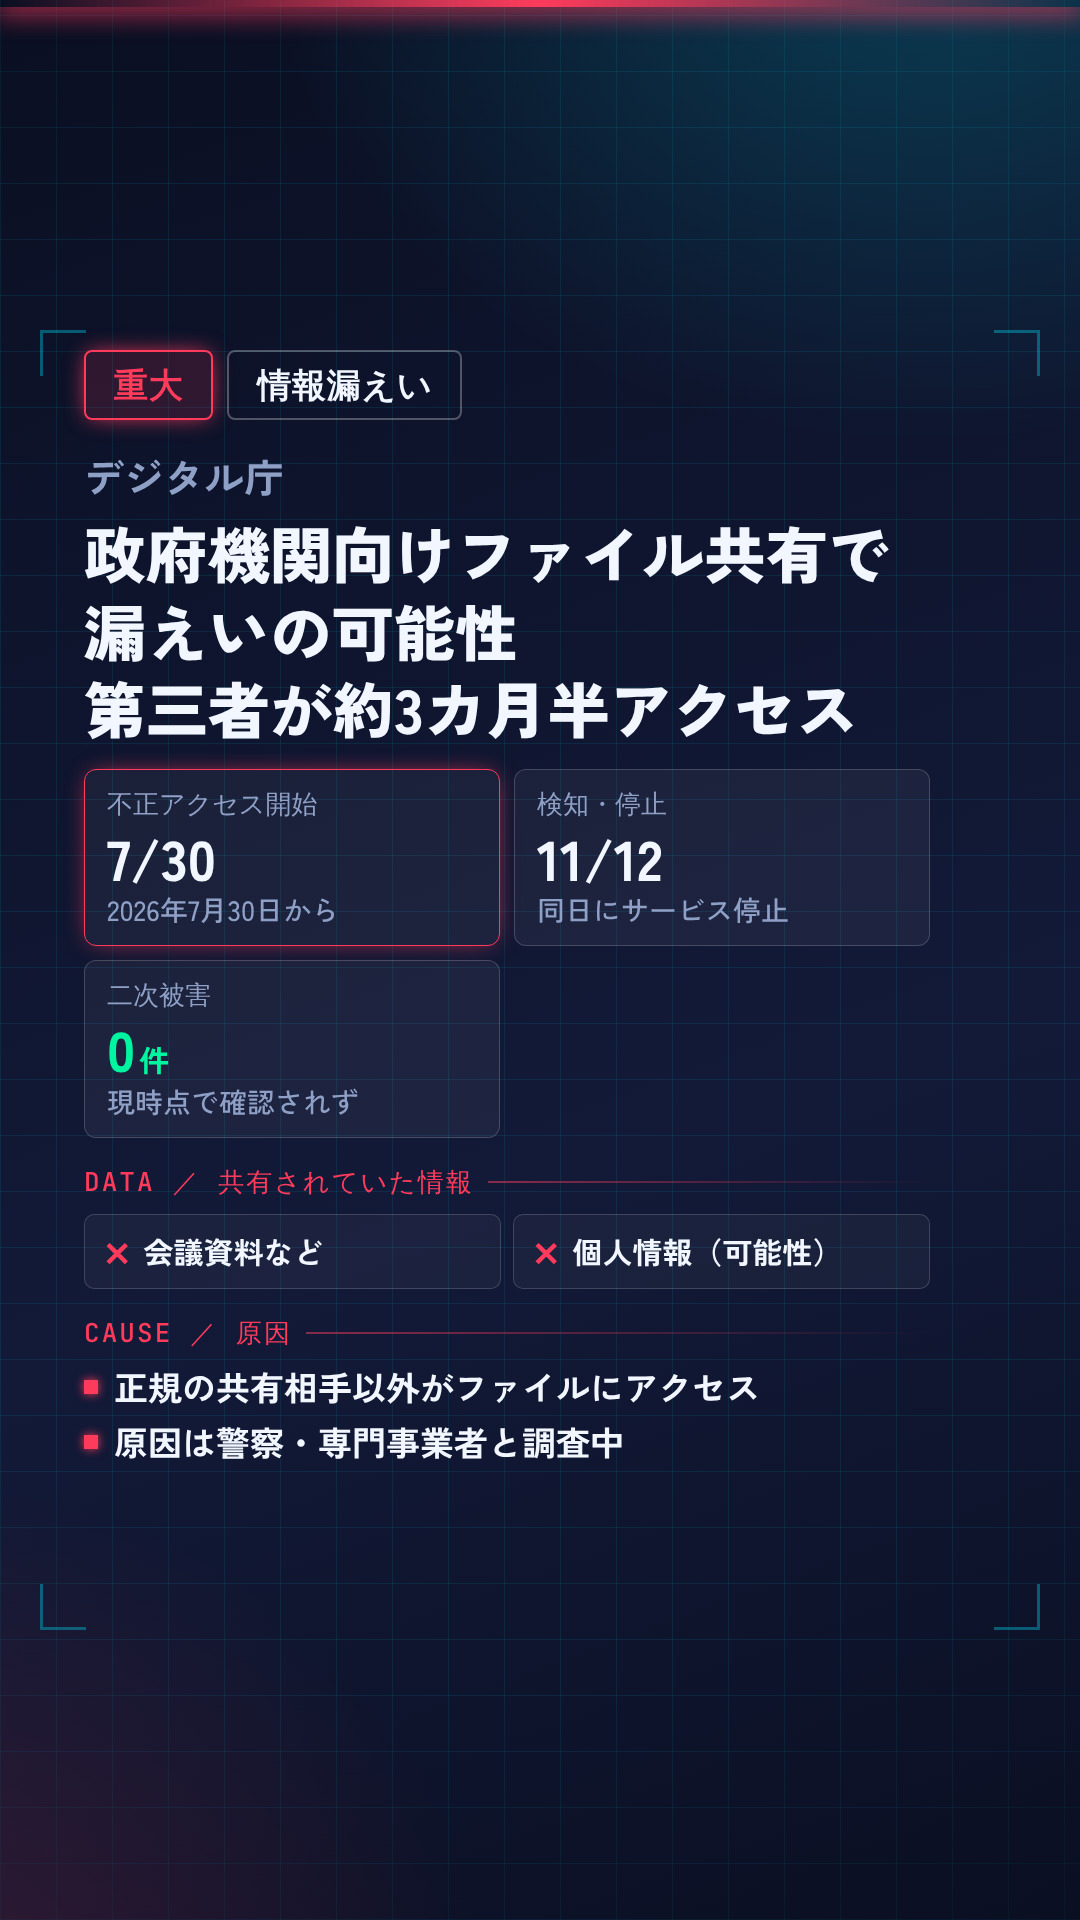 重大
情報漏えい
デジタル庁
政府機関向けファイル共有で
漏えいの可能性
第三者が約3カ月半アクセス
不正アクセス開始
7/30
2026年7月30日から
検知・停止
11/12
同日にサービス停止
二次被害
0件
現時点で確認されず
DATA ／ 共有されていた情報
✕ 会議資料など
✕ 個人情報（可能性）
CAUSE ／ 原因
正規の共有相手以外がファイルにアクセス
原因は警察・専門事業者と調査中